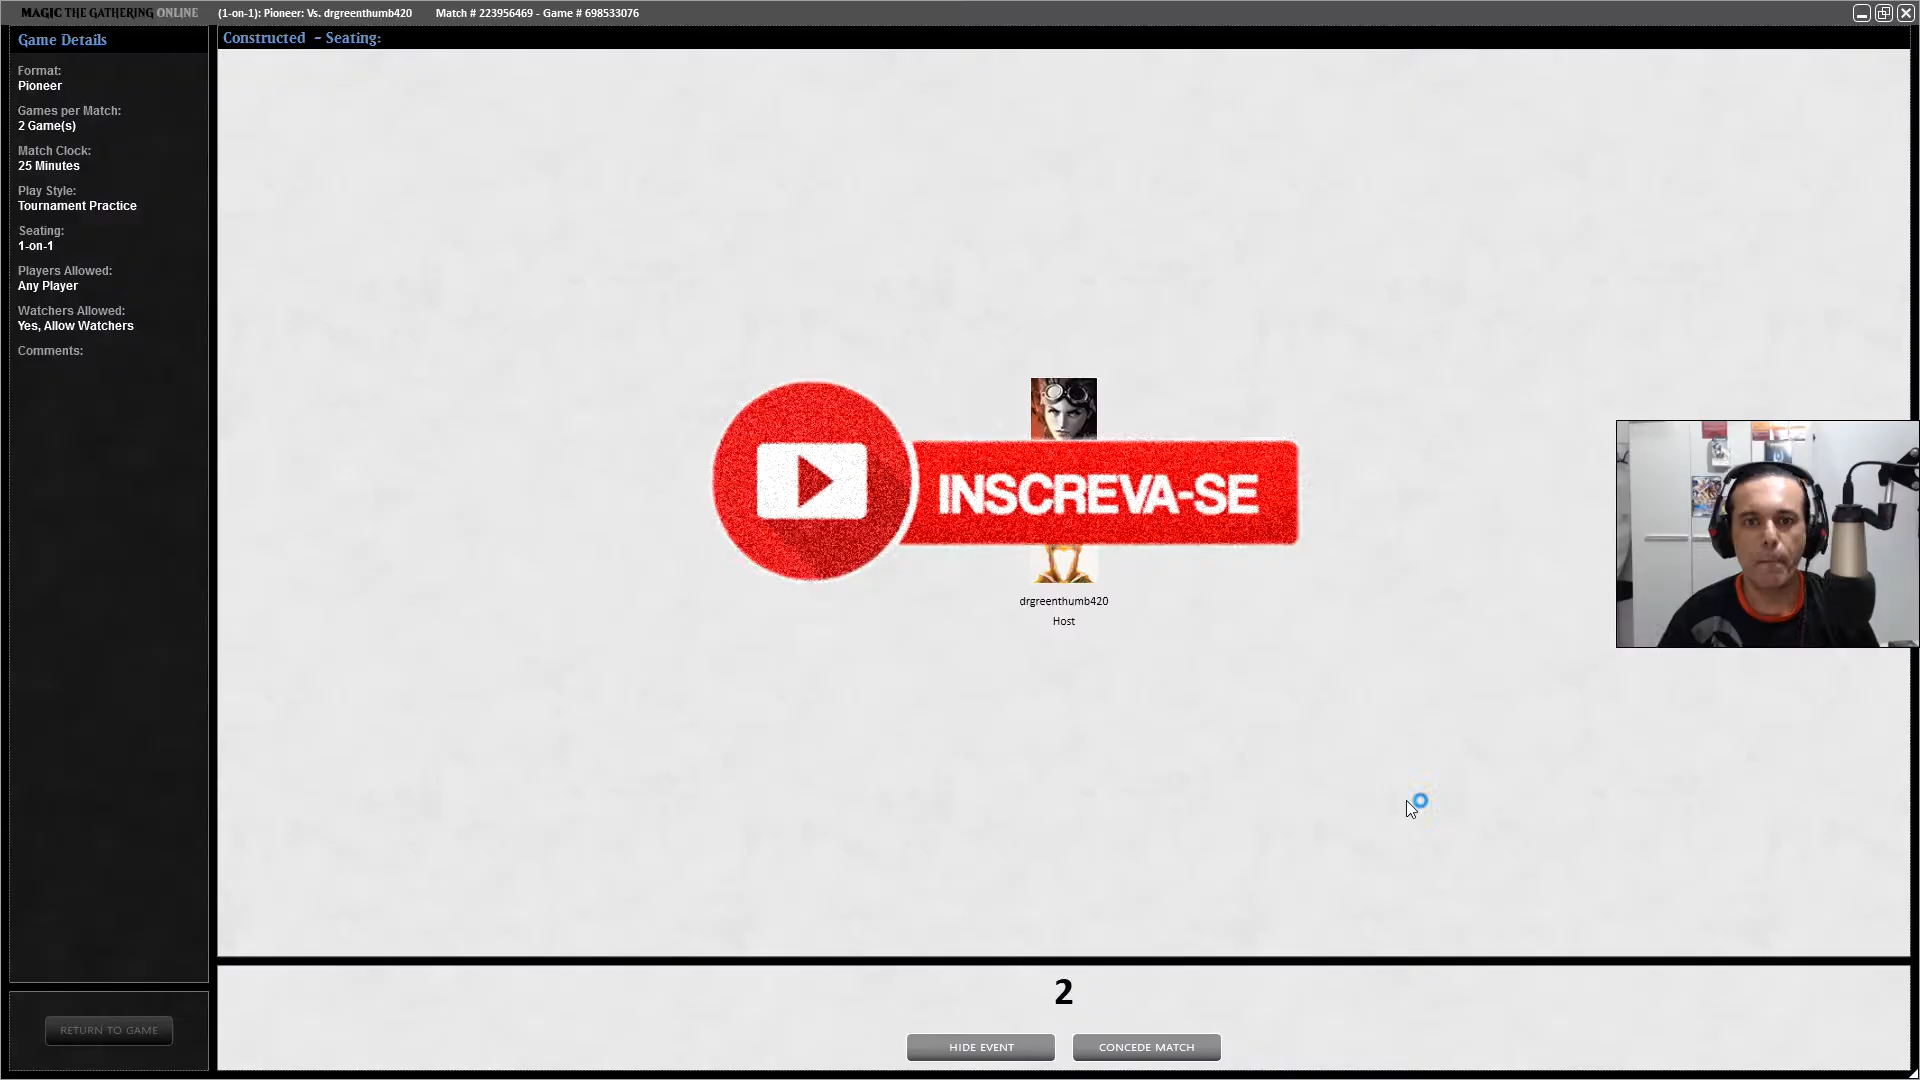 MAGIC THE GATHERING ONLINE
(1-on-1): Pioneer: Vs. drgreenthumb420
Match # 223956469 - Game # 698533076
Game Details
Format:
Pioneer
Games per Match:
2 Game(s)
Match Clock:
25 Minutes
Play Style:
Tournament Practice
Seating:
1-on-1
Players Allowed:
Any Player
Watchers Allowed:
Yes, Allow Watchers
Comments:
RETURN TO GAME
Constructed - Seating:
INSCREVA-SE
drgreenthumb420
Host
2
HIDE EVENT
CONCEDE MATCH